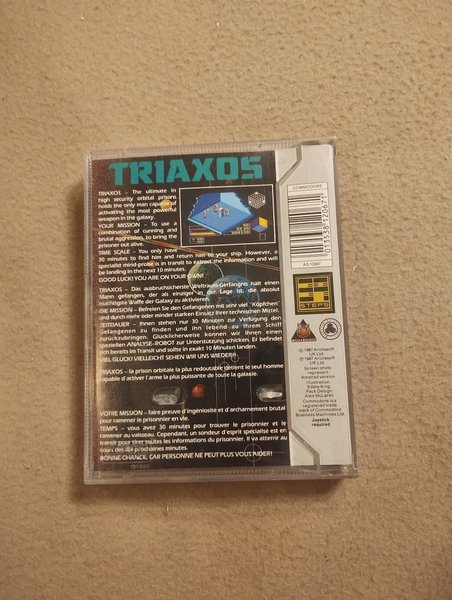 TRIAXOS
TRIAXOS – The ultimate in
high security orbital prisons
holds the only man capable of
activating the most powerful
weapon in the galaxy.
YOUR MISSION – To use a
combination of cunning and
brutal aggression, to bring the
prisoner out alive.
TIME SCALE – You only have
30 minutes to find him and return him to your ship. However, a
specialist mind-probe is in transit to extract the information and will
be landing in the next 10 minutes.
GOOD LUCK! YOU ARE ON YOUR OWN!
TRIAXOS – Das ausbruchsicherste Weltraum-Gefängnis hält einen
Mann gefangen, der als einziger in der Lage ist, die absolut
mächtigste Waffe der Galaxy zu activieren.
DIE MISSION – Befreien Sie den Gefangenen mit sehr viel "Köpfchen"
und durch mehr oder minder starken Einsatz Ihrer technischen Mittel.
ZEITDAUER – Ihnen stehen nur 30 Minuten zur Verfügung den
Gefangenen zu finden und ihn lebend zu Ihrem Schiff
zurückzubringen. Glücklicherweise können wir Ihnen einen
speziellen ANALYSE-ROBOT zur Unterstützung schicken. Er befindet
sich bereits im Transit und sollte in exakt 10 Minuten landen.
VIEL GLÜCK! VIELLEICHT SEHEN WIR UNS WIEDER!!
TRIAXOS – la prison orbitale la plus redoutable détient le seul homme
capable d'activer l'arme la plus puissante de toute la galaxie.
VOTRE MISSION – faire preuve d'ingéniosité et d'archarnement brutal
pour ramener le prisonnier en vie.
TEMPS – vous avez 30 minutes pour trouver le prisonnier et le
ramener au vaisseau. Cependant, un sondeur d'esprit spécialisé est en
transit pour tirer toutes les informations du prisonnier. Il va atterrir au
cours des dix prochaines minutes.
BONNE CHANCE, CAR PERSONNE NE PEUT PLUS VOUS AIDER!
COMMODORE
7 13538 72067 1
AS 72067
STEPS
© 1987 Ariolasoft
UK Ltd.
℗ 1987 Ariolasoft
UK Ltd.
Screen shots
represent
Amstrad version
Illustration:
Eddie King
Pack Design:
Alex McLaren
Commodore is a
registered trade
mark of Commodore
Business Machines Ltd.
Joystick
required